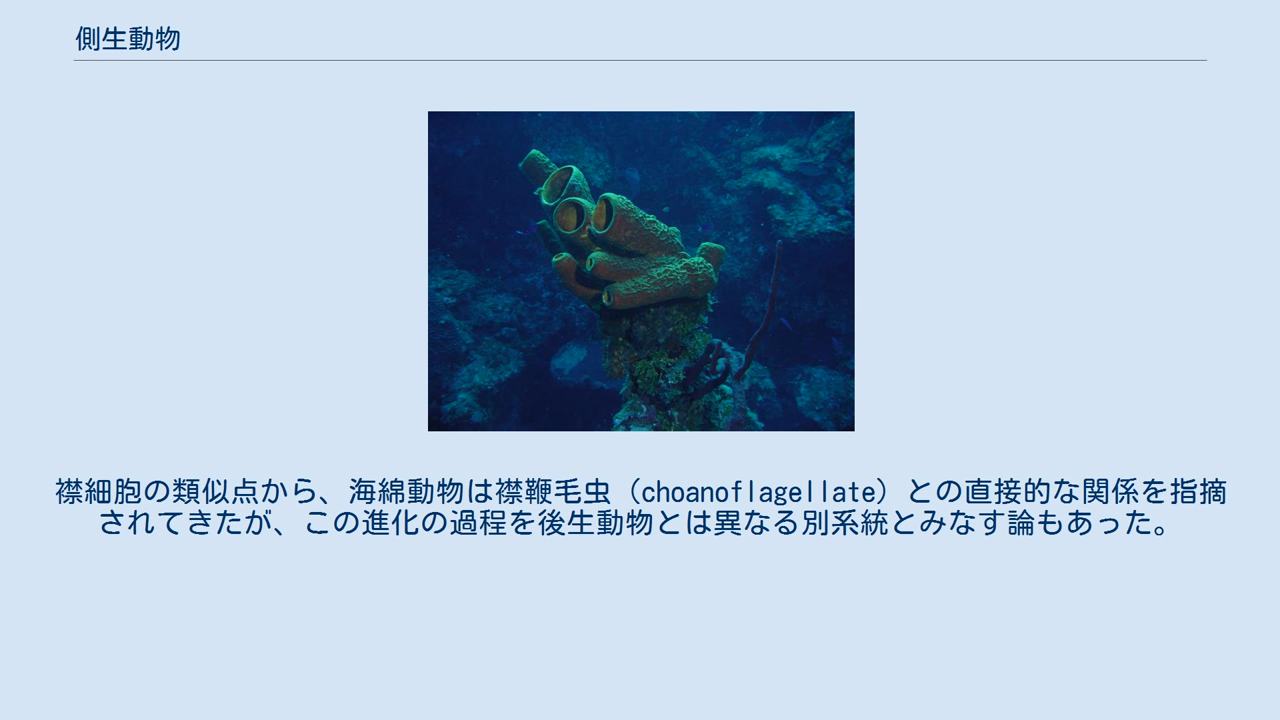 側生動物
襟細胞の類似点から、海綿動物は襟鞭毛虫（choanoflagellate）との直接的な関係を指摘
されてきたが、この進化の過程を後生動物とは異なる別系統とみなす論もあった。